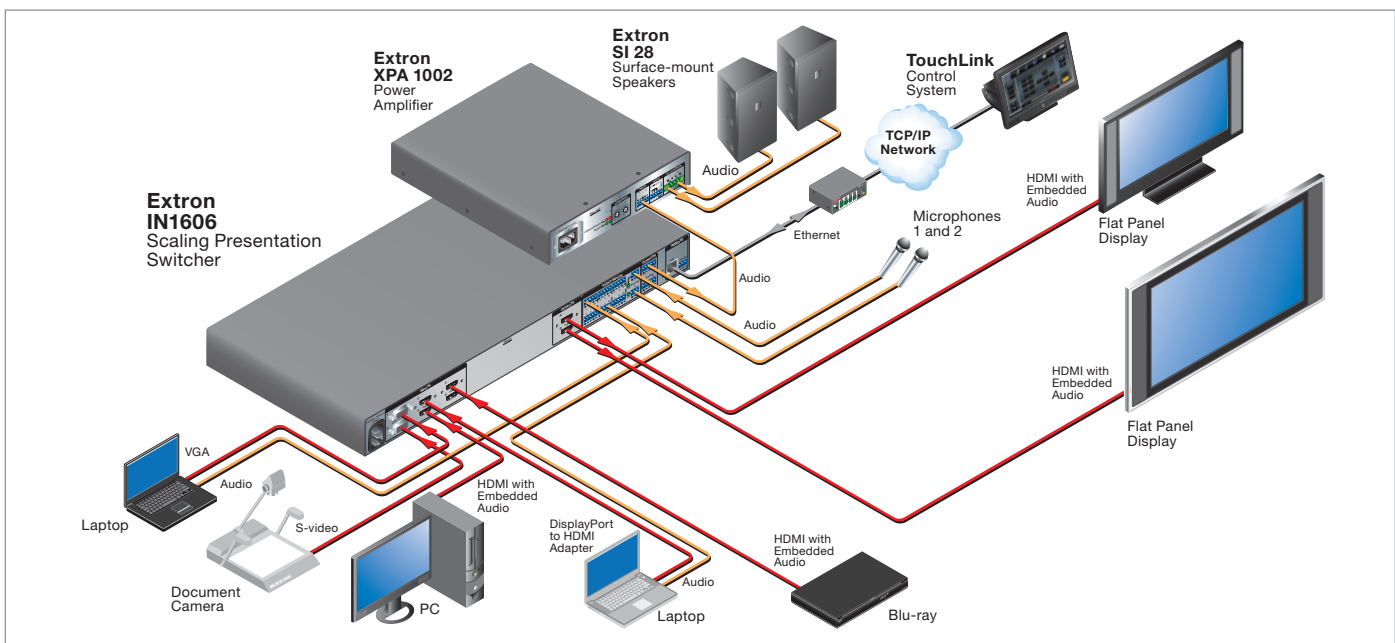 Extron
XPA 1002
Power
Amplifier
Extron
SI 28
Surface-mount
Speakers
TouchLink
Control
System
TCP/IP
Network
Audio
HDMI with
Embedded
Audio
Flat Panel
Display
Extron
IN1606
Scaling Presentation
Switcher
Ethernet
Microphones
1 and 2
Audio
Audio
HDMI with
Embedded
Audio
Flat Panel
Display
VGA
Audio
Laptop
S-video
Document
Camera
HDMI with
Embedded
Audio
PC
DisplayPort
to HDMI
Adapter
Audio
Laptop
HDMI with
Embedded
Audio
Blu-ray